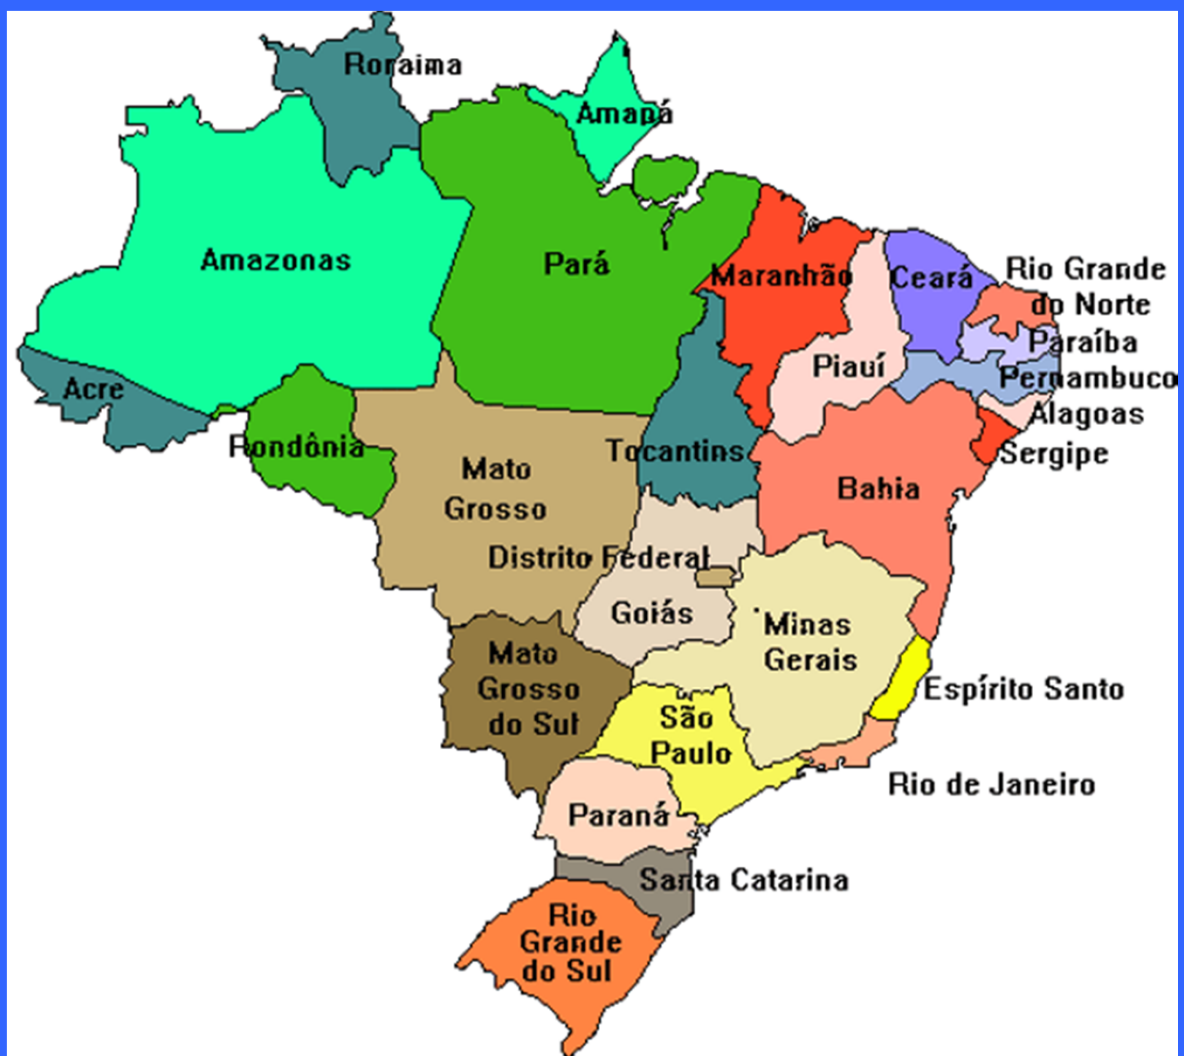 Roraima
Amapá
Amazonas
Pará
Maranhão
Ceará
Rio Grande
do Norte
Paraíba
Piauí
Pernambuco
Acre
Alagoas
Rondônia
Tocantins
Sergipe
Mato
Grosso
Bahia
Distrito Federal
Goiás
Minas
Gerais
Mato
Grosso
do Sul
Espírito Santo
São
Paulo
Rio de Janeiro
Paraná
Santa Catarina
Rio
Grande
do Sul